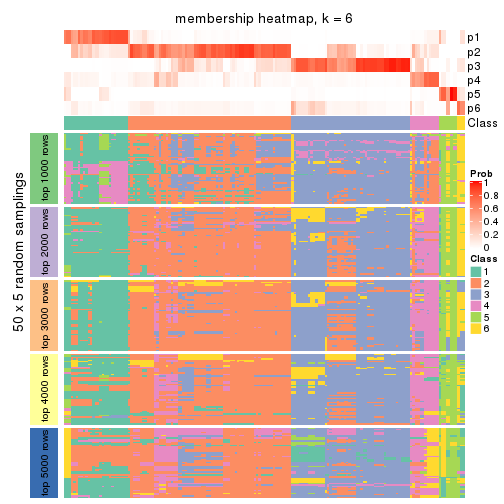 membership heatmap, k = 6
p1
p2
p3
p4
p5
p6
Class
50 x 5 random samplings
top 1000 rows
top 2000 rows
top 3000 rows
top 4000 rows
top 5000 rows
Prob
1
0.8
0.6
0.4
0.2
0
Class
1
2
3
4
5
6